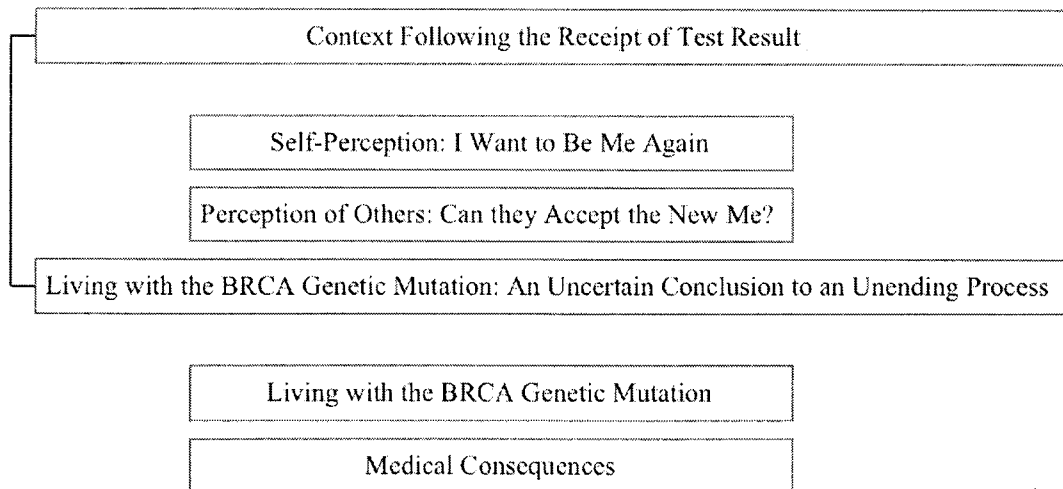 Context Following the Receipt of Test Result
Self-Perception: I Want to Be Me Again
Perception of Others: Can they Accept the New Me?
Living with the BRCA Genetic Mutation: An Uncertain Conclusion to an Unending Process
Living with the BRCA Genetic Mutation
Medical Consequences